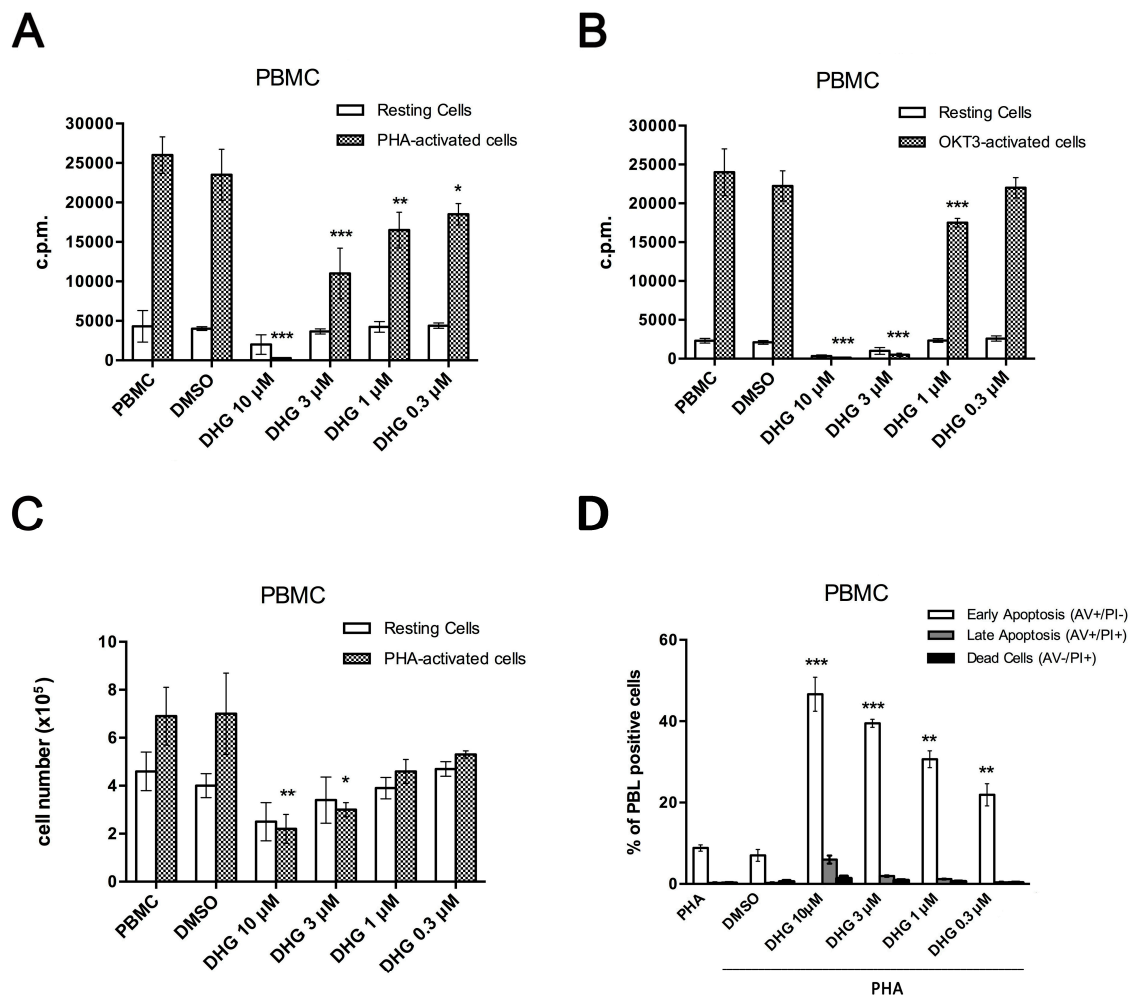 A
PBMC
Resting Cells
PHA-activated cells
30000
25000
20000
15000
10000
5000
0
c.p.m.
***
***
**
*
PBMC
DMSO
DHG 10 µM
DHG 3 µM
DHG 1 µM
DHG 0.3 µM
B
PBMC
Resting Cells
OKT3-activated cells
30000
25000
20000
15000
10000
5000
0
c.p.m.
***
***
***
PBMC
DMSO
DHG 10 µM
DHG 3 µM
DHG 1 µM
DHG 0.3 µM
C
PBMC
Resting Cells
PHA-activated cells
10
8
6
4
2
0
cell number (x10⁵)
**
*
PBMC
DMSO
DHG 10 µM
DHG 3 µM
DHG 1 µM
DHG 0.3 µM
D
PBMC
Early Apoptosis (AV+/PI-)
Late Apoptosis (AV+/PI+)
Dead Cells (AV-/PI+)
60
40
20
0
% of PBL positive cells
***
***
**
**
PHA
DMSO
DHG 10µM
DHG 3 µM
DHG 1 µM
DHG 0.3 µM
PHA